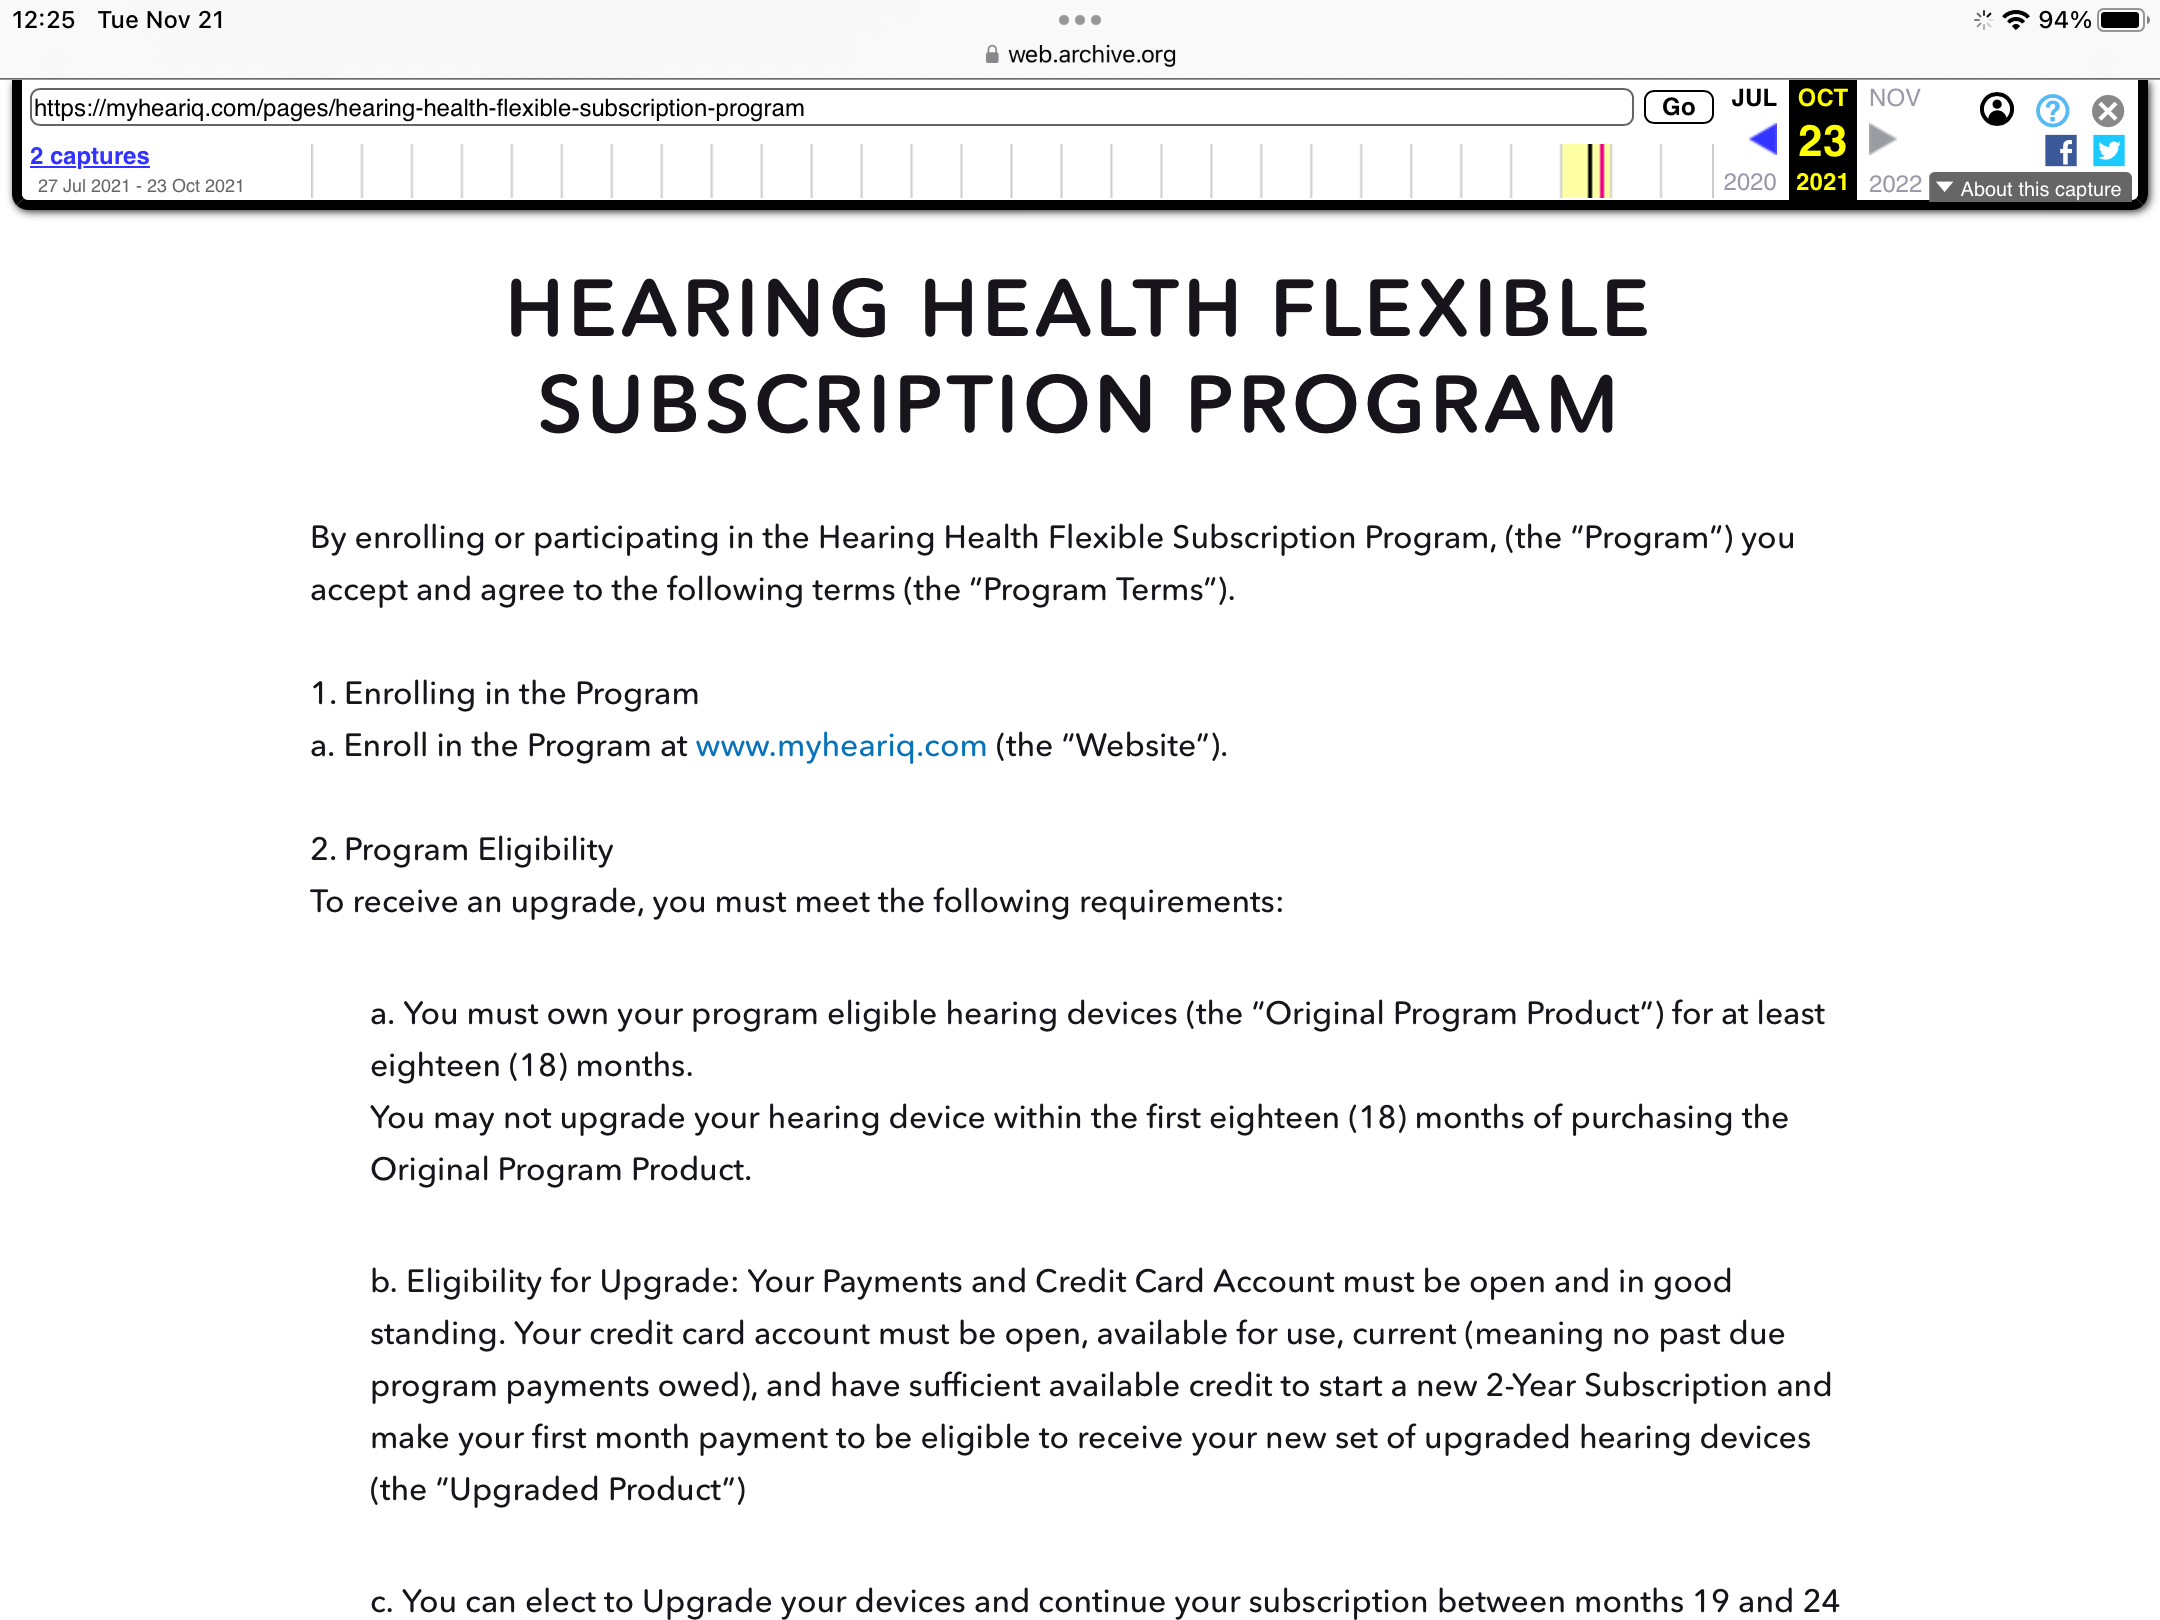 12:25 Tue Nov 21
94%
web.archive.org
https://myheariq.com/pages/hearing-health-flexible-subscription-program
Go
JUL OCT NOV
23
2020 2021 2022
2 captures
27 Jul 2021 - 23 Oct 2021
About this capture
HEARING HEALTH FLEXIBLE
SUBSCRIPTION PROGRAM
By enrolling or participating in the Hearing Health Flexible Subscription Program, (the “Program”) you
accept and agree to the following terms (the “Program Terms”).
1. Enrolling in the Program
a. Enroll in the Program at www.myheariq.com (the “Website”).
2. Program Eligibility
To receive an upgrade, you must meet the following requirements:
a. You must own your program eligible hearing devices (the “Original Program Product”) for at least
eighteen (18) months.
You may not upgrade your hearing device within the first eighteen (18) months of purchasing the
Original Program Product.
b. Eligibility for Upgrade: Your Payments and Credit Card Account must be open and in good
standing. Your credit card account must be open, available for use, current (meaning no past due
program payments owed), and have sufficient available credit to start a new 2-Year Subscription and
make your first month payment to be eligible to receive your new set of upgraded hearing devices
(the “Upgraded Product”)
c. You can elect to Upgrade your devices and continue your subscription between months 19 and 24